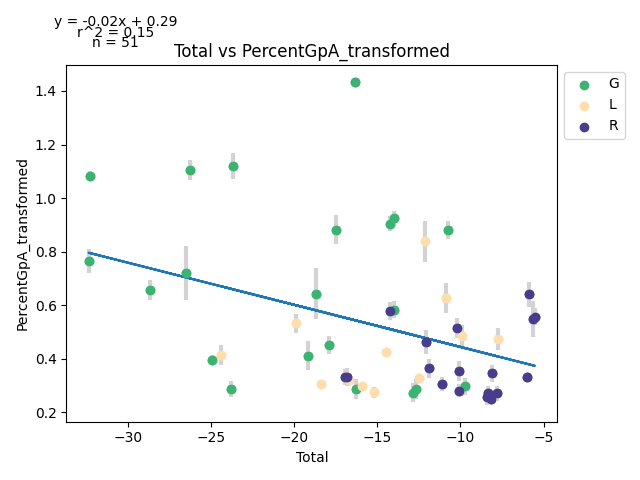 y = -0.02x + 0.29
r^2 = 0.15
n = 51
Total vs PercentGpA_transformed
G
L
R
PercentGpA_transformed
1.4
1.2
1.0
0.8
0.6
0.4
0.2
−30
−25
−20
−15
−10
−5
Total